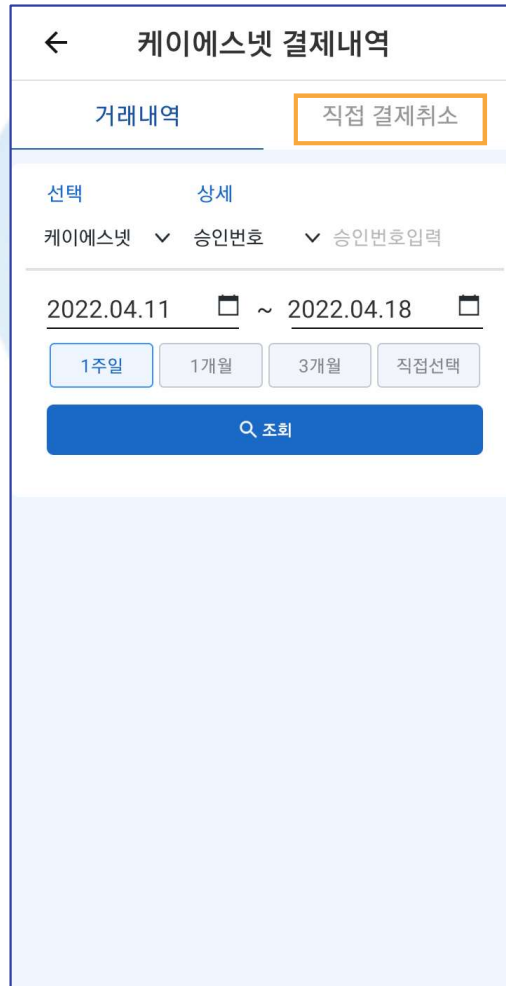 케이에스넷 결제내역
거래내역 직접 결제취소
선택 상세
케이에스넷 승인번호 승인번호입력
2022.04.11 ~ 2022.04.18
1주일 1개월 3개월 직접선택
조회